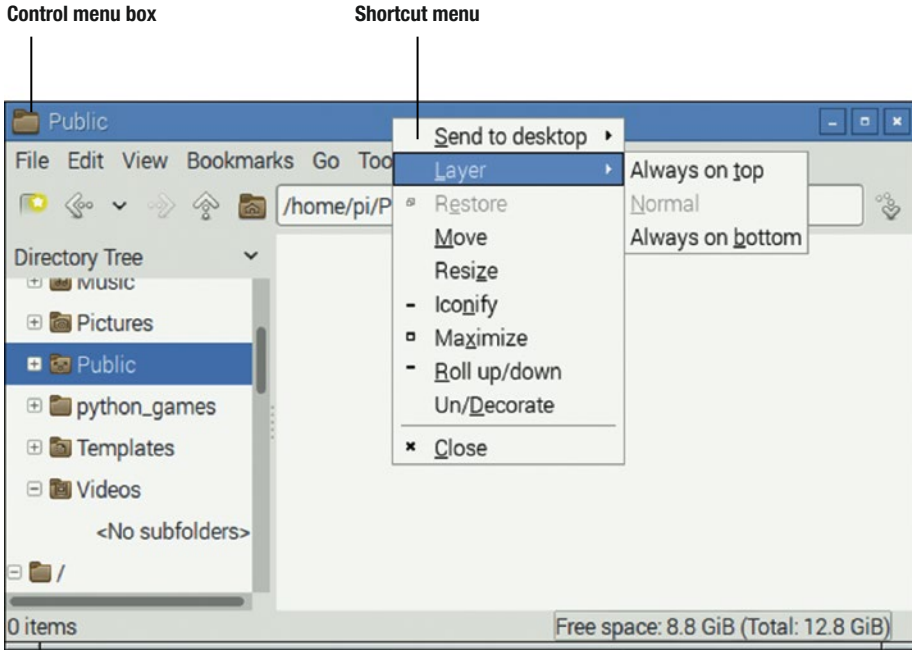 Control menu box Shortcut menu
Public
Send to desktop
File Edit View Bookmarks Go Too
Layer
Always on top
/home/pi/P
Restore
Normal
Move
Always on bottom
Directory Tree
Resize
Music
Iconify
Pictures
Maximize
Public
Roll up/down
python_games
Un/Decorate
Templates
Close
Videos
<No subfolders>
/
0 items
Free space: 8.8 GiB (Total: 12.8 GiB)